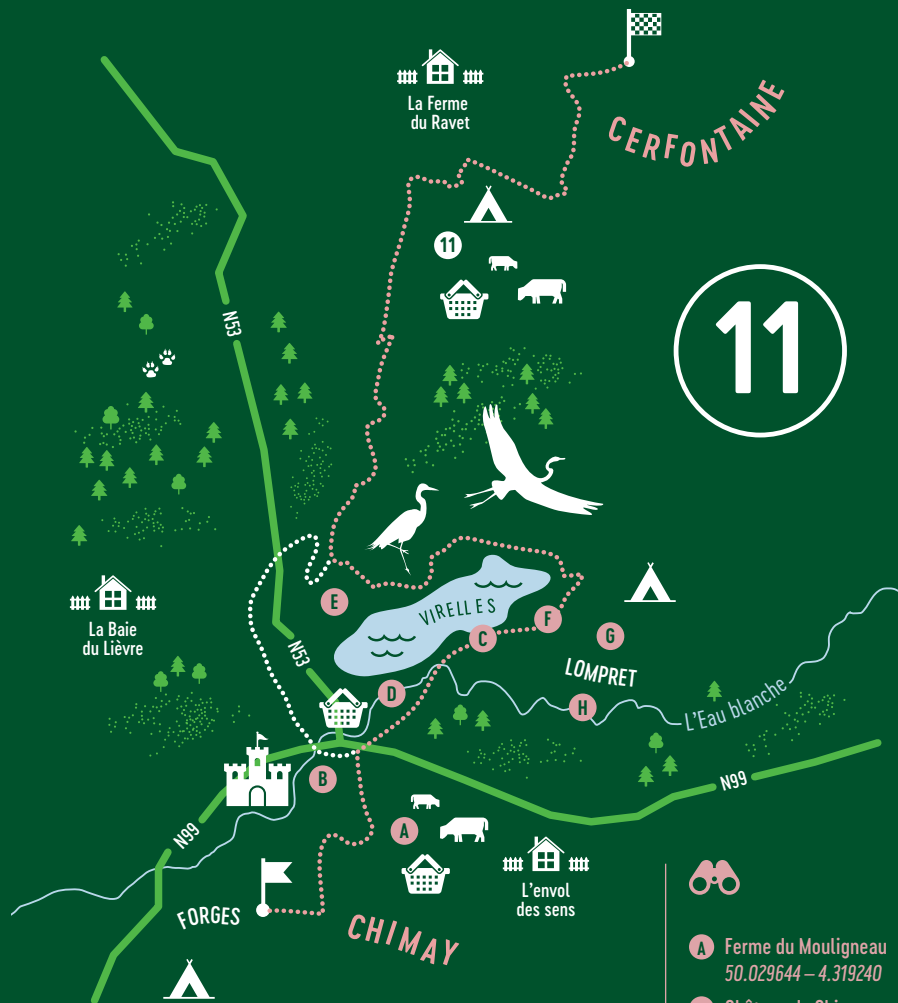 La Ferme
du Ravet
CERFONTAINE
11
11
N53
E
VIRELLES
C
F
G
LOMPRET
La Baie
du Lièvre
N53
D
H
L'Eau blanche
B
N99
A
N99
L'envol
des sens
FORGES
CHIMAY
A Ferme du Mouligneau
50.029644 – 4.319240